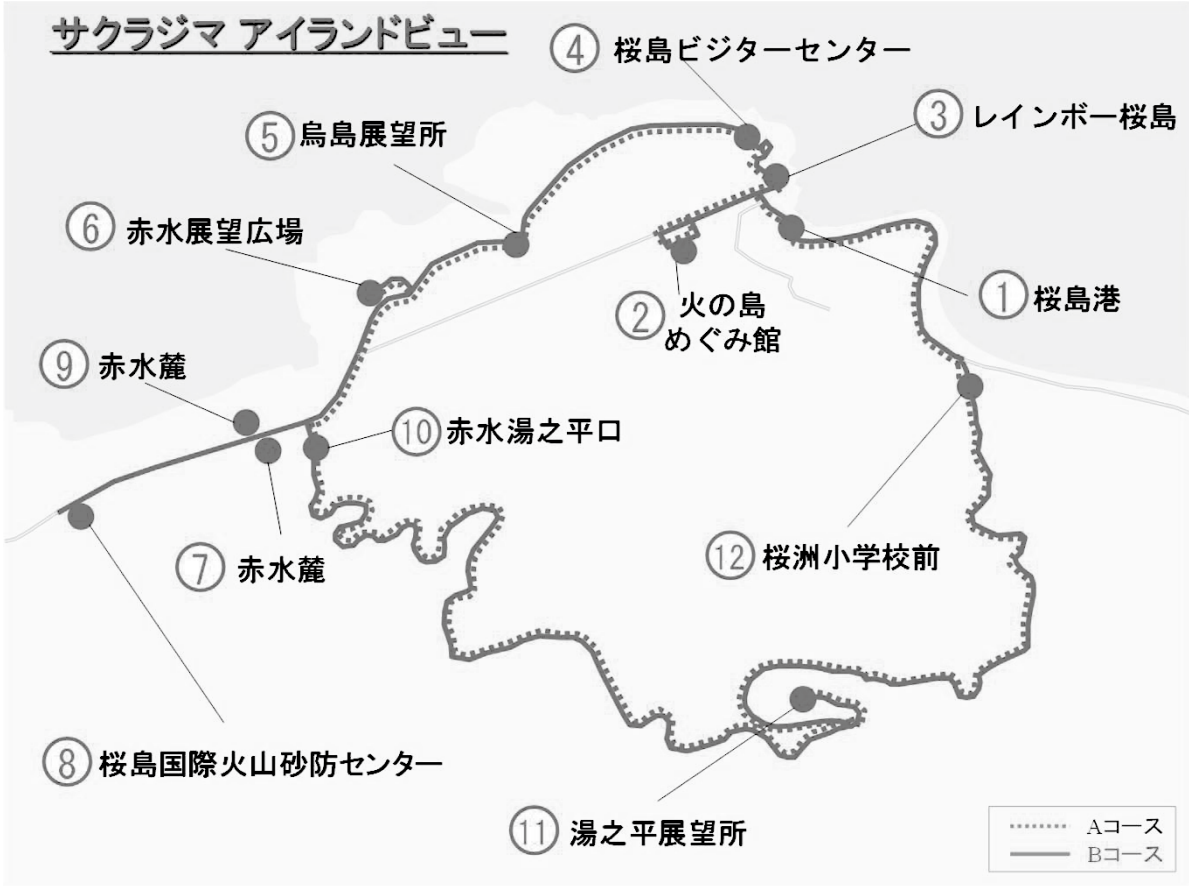 サクラジマ アイランドビュー
④ 桜島ビジターセンター
③ レインボー桜島
⑤ 烏島展望所
⑥ 赤水展望広場
① 桜島港
② 火の島
めぐみ館
⑨ 赤水麓
⑩ 赤水湯之平口
⑦ 赤水麓
⑫ 桜洲小学校前
⑧ 桜島国際火山砂防センター
⑪ 湯之平展望所
Aコース
Bコース